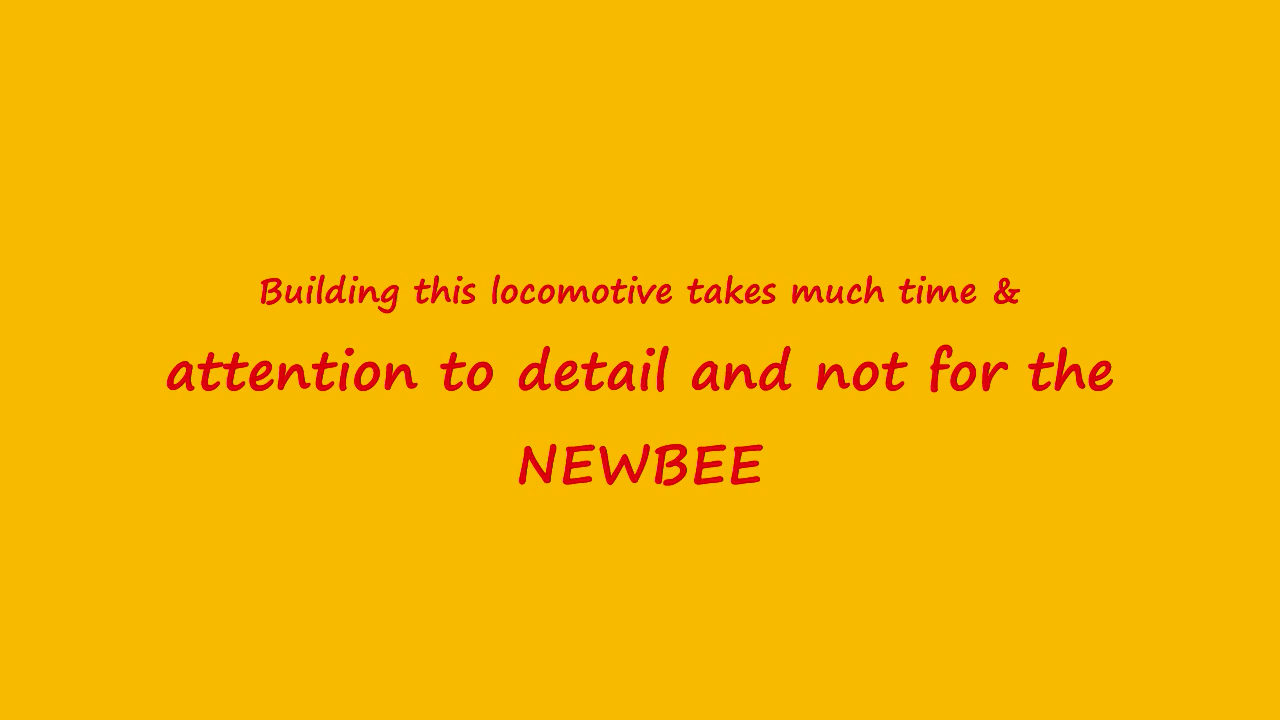 Building this locomotive takes much time &
attention to detail and not for the
NEWBEE